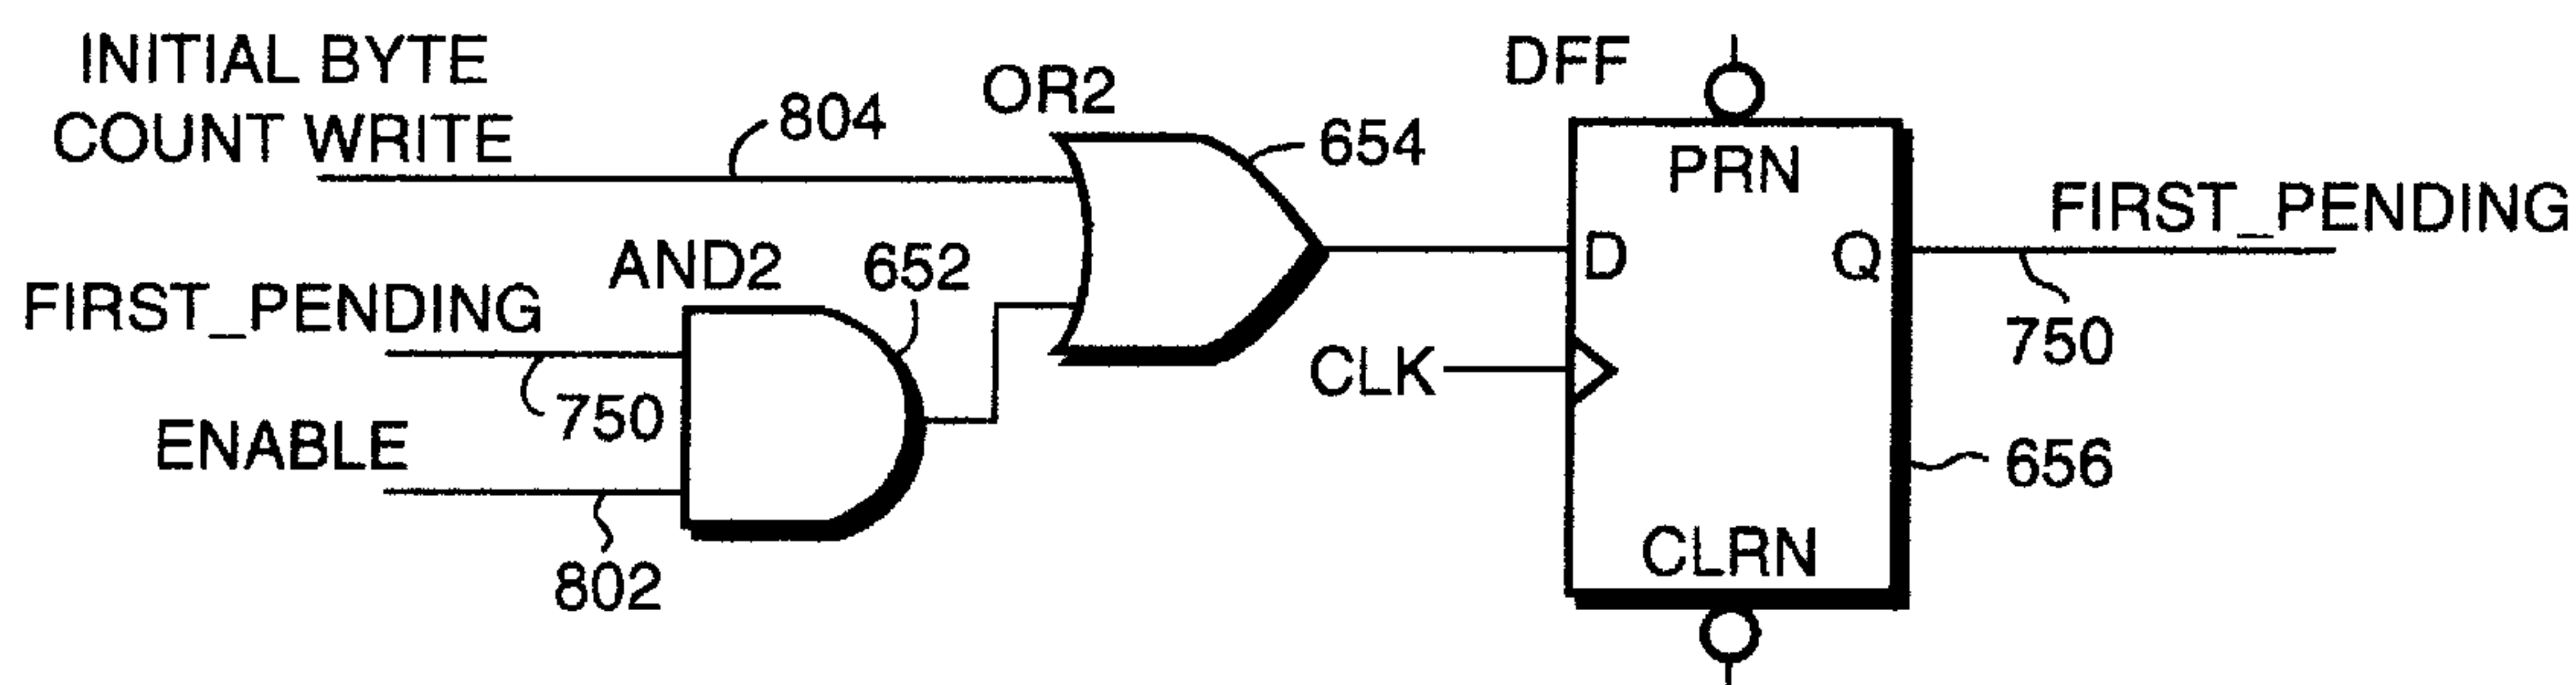 INITIAL BYTE
COUNT WRITE
804
OR2
654
DFF
PRN
FIRST_PENDING
D
Q
750
AND2
652
FIRST_PENDING
750
ENABLE
802
CLK
656
CLRN